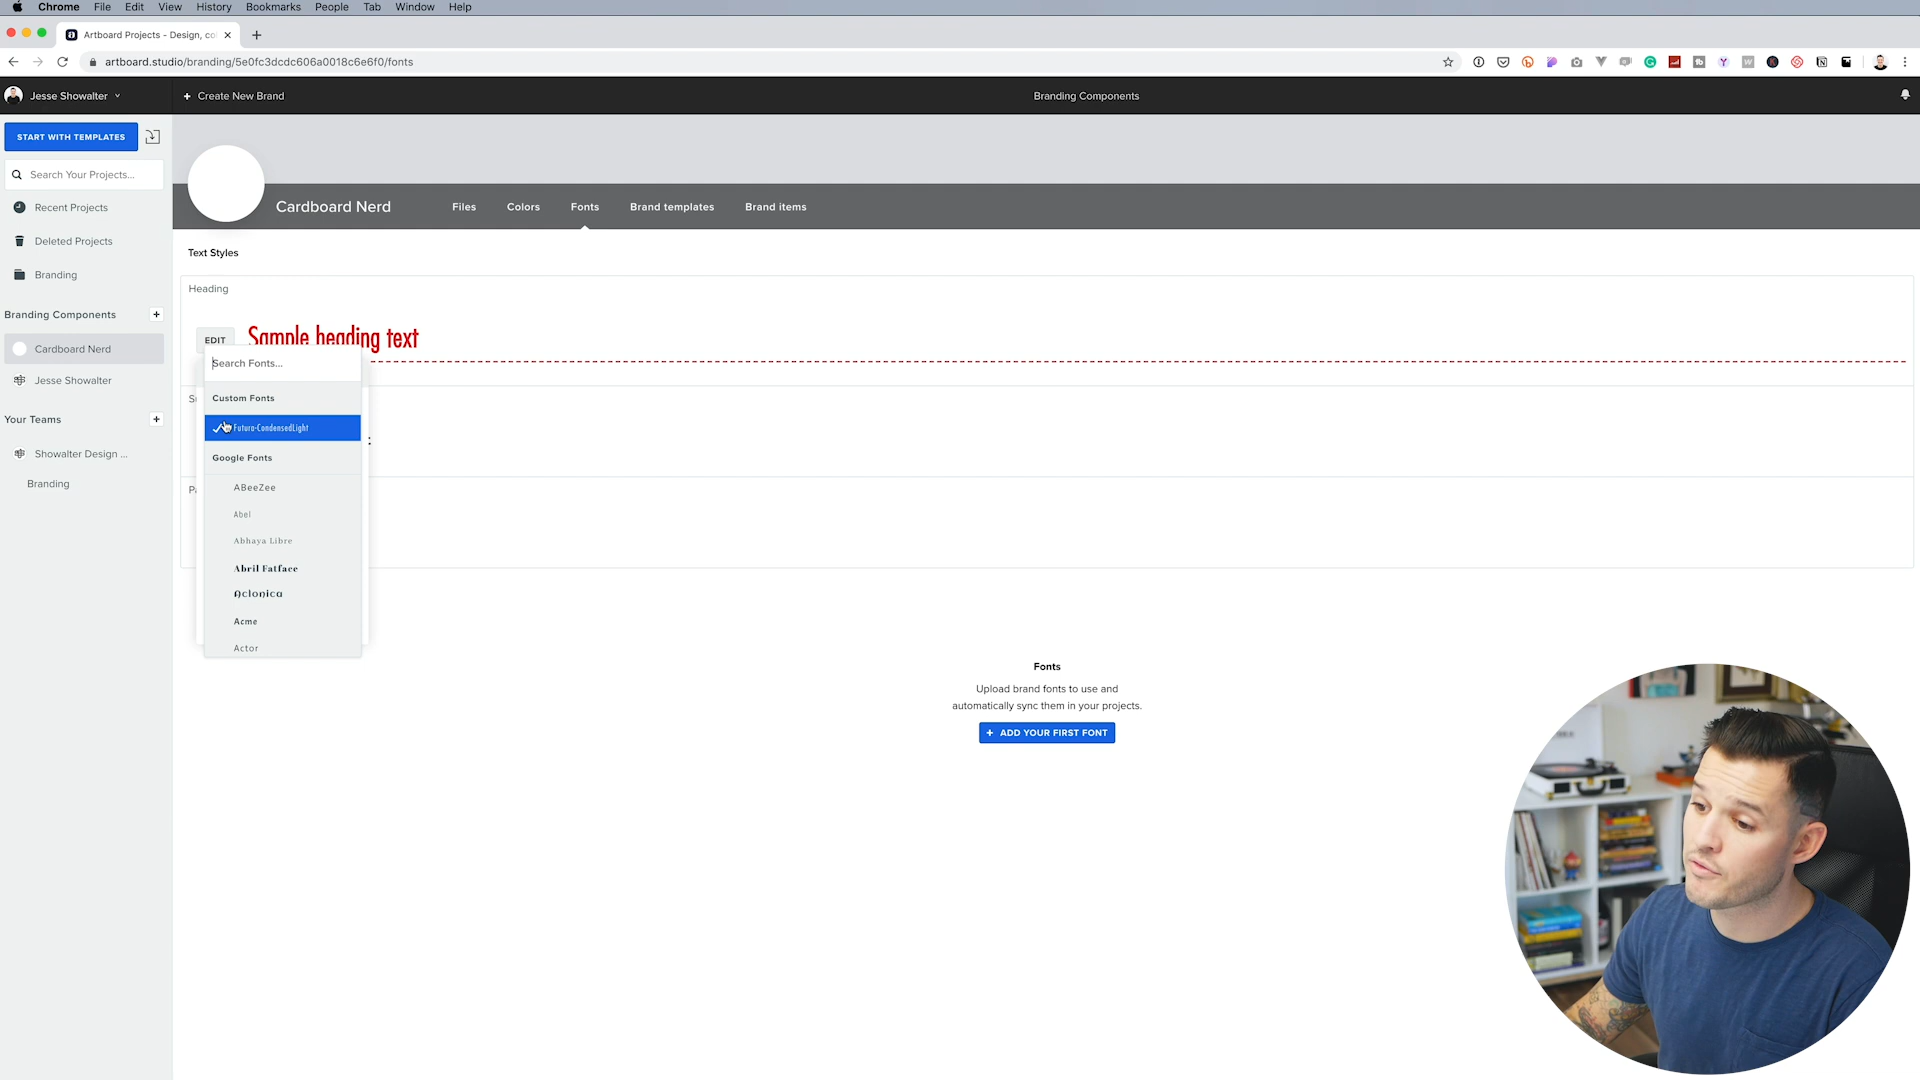 Chrome File Edit View History Bookmarks People Tab Window Help
Artboard Projects - Design, co
artboard.studio/branding/5e0fc3dcdc606a0018c6e6f0/fonts
Jesse Showalter
+ Create New Brand
Branding Components
START WITH TEMPLATES
Search Your Projects...
Recent Projects
Deleted Projects
Branding
Branding Components +
Cardboard Nerd
Jesse Showalter
Your Teams +
Showalter Design ...
Branding
Cardboard Nerd
Files Colors Fonts Brand templates Brand items
Text Styles
Heading
EDIT
Sample heading text
Search Fonts...
Custom Fonts
Futura-CondensedLight
Google Fonts
ABeeZee
Abel
Abhaya Libre
Abril Fatface
Aclonica
Acme
Actor
Fonts
Upload brand fonts to use and
automatically sync them in your projects.
+ ADD YOUR FIRST FONT